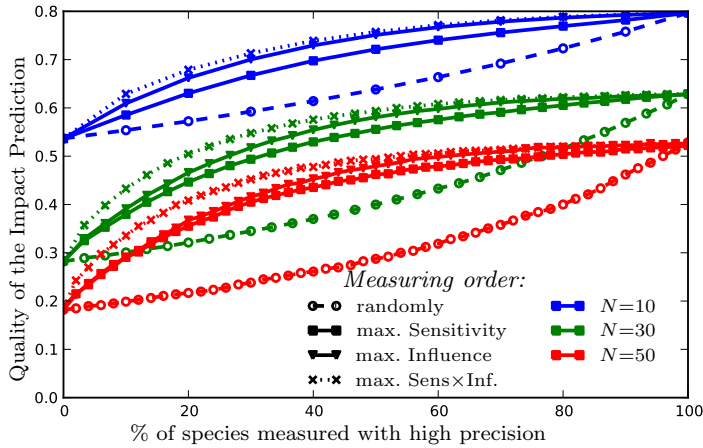 0.8
0.7
0.6
0.5
0.4
0.3
0.2
0.1
0.0
Quality of the Impact Prediction
0 20 40 60 80 100
% of species measured with high precision
Measuring order:
randomly
max. Sensitivity
max. Influence
max. Sens×Inf.
N=10
N=30
N=50